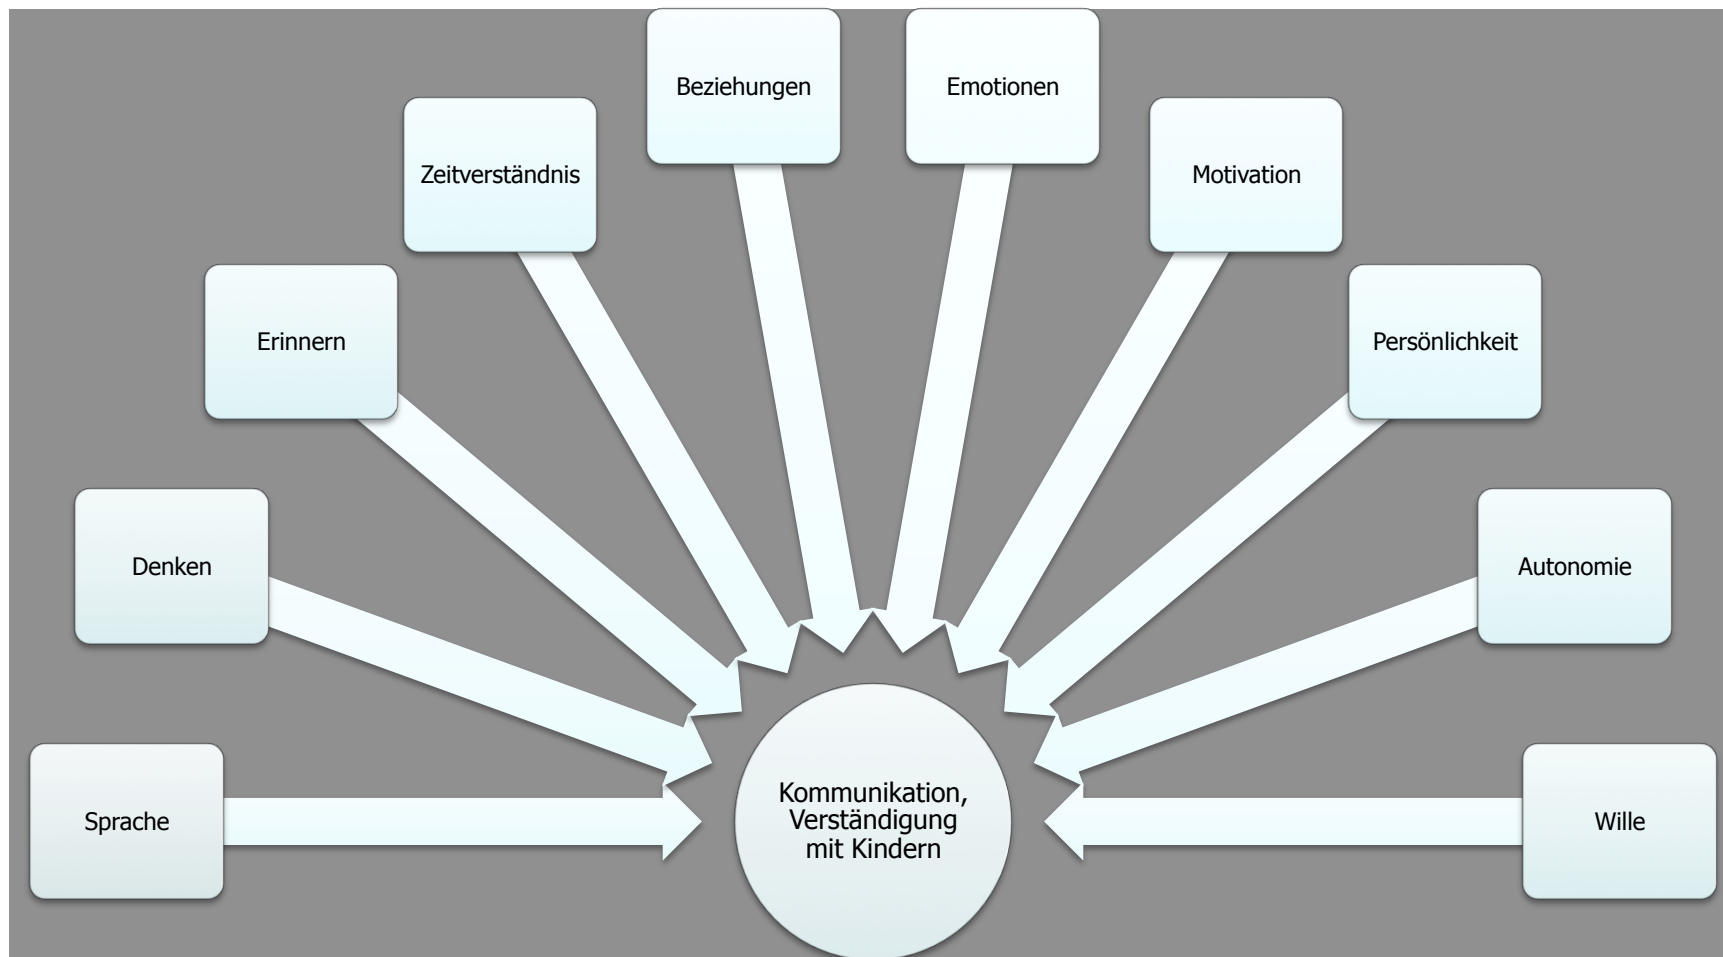 Beziehungen
Emotionen
Zeitverständnis
Motivation
Erinnern
Persönlichkeit
Denken
Autonomie
Sprache
Kommunikation,
Verständigung
mit Kindern
Wille